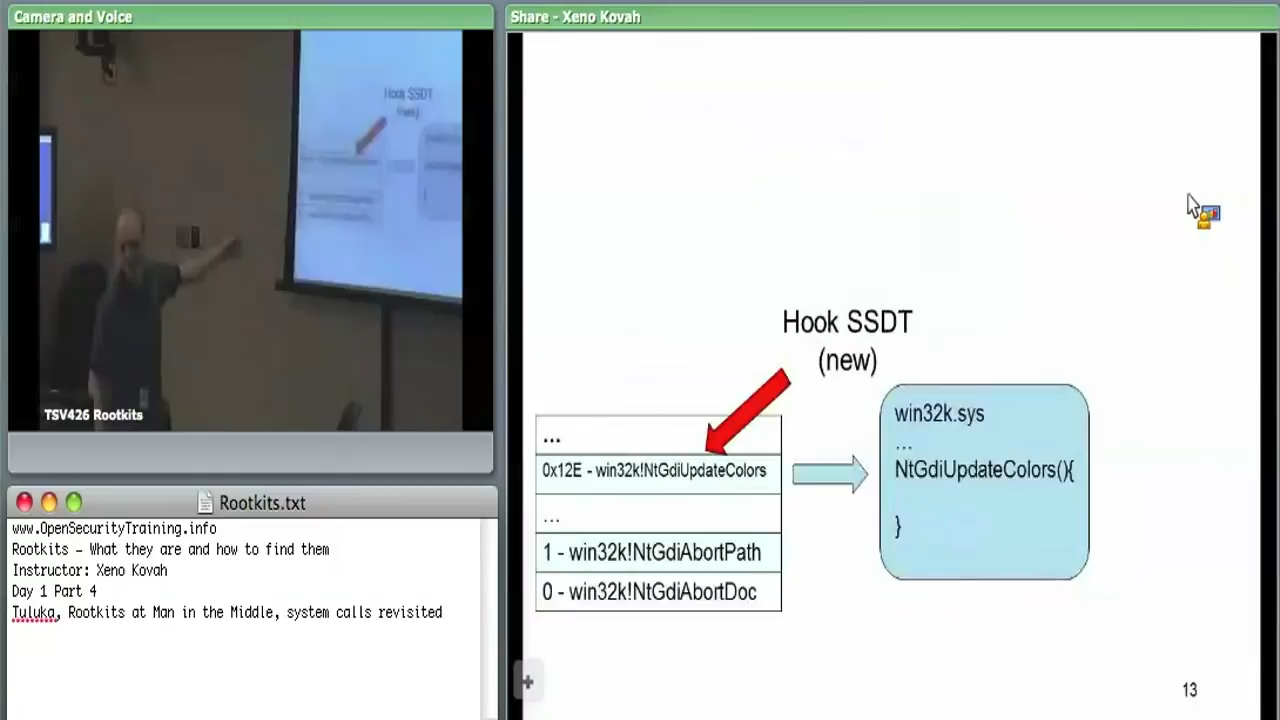 Camera and Voice
Hook SSDT
(new)
TSV426 Rootkits
Rootkits.txt
www.OpenSecurityTraining.info
Rootkits – What they are and how to find them
Instructor: Xeno Kovah
Day 1 Part 4
Tuluka, Rootkits at Man in the Middle, system calls revisited
Share - Xeno Kovah
Hook SSDT
(new)
...
0x12E - win32k!NtGdiUpdateColors
...
1 - win32k!NtGdiAbortPath
0 - win32k!NtGdiAbortDoc
win32k.sys
...
NtGdiUpdateColors(){
}
13